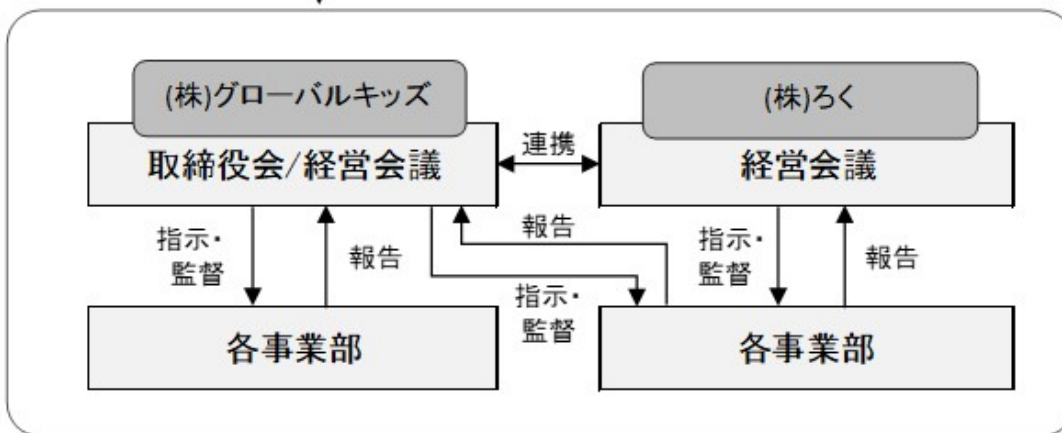 (株)グローバルキッズ
(株)ろく
取締役会/経営会議
連携
経営会議
指示・
監督
報告
報告
指示・
監督
指示・
監督
報告
各事業部
各事業部